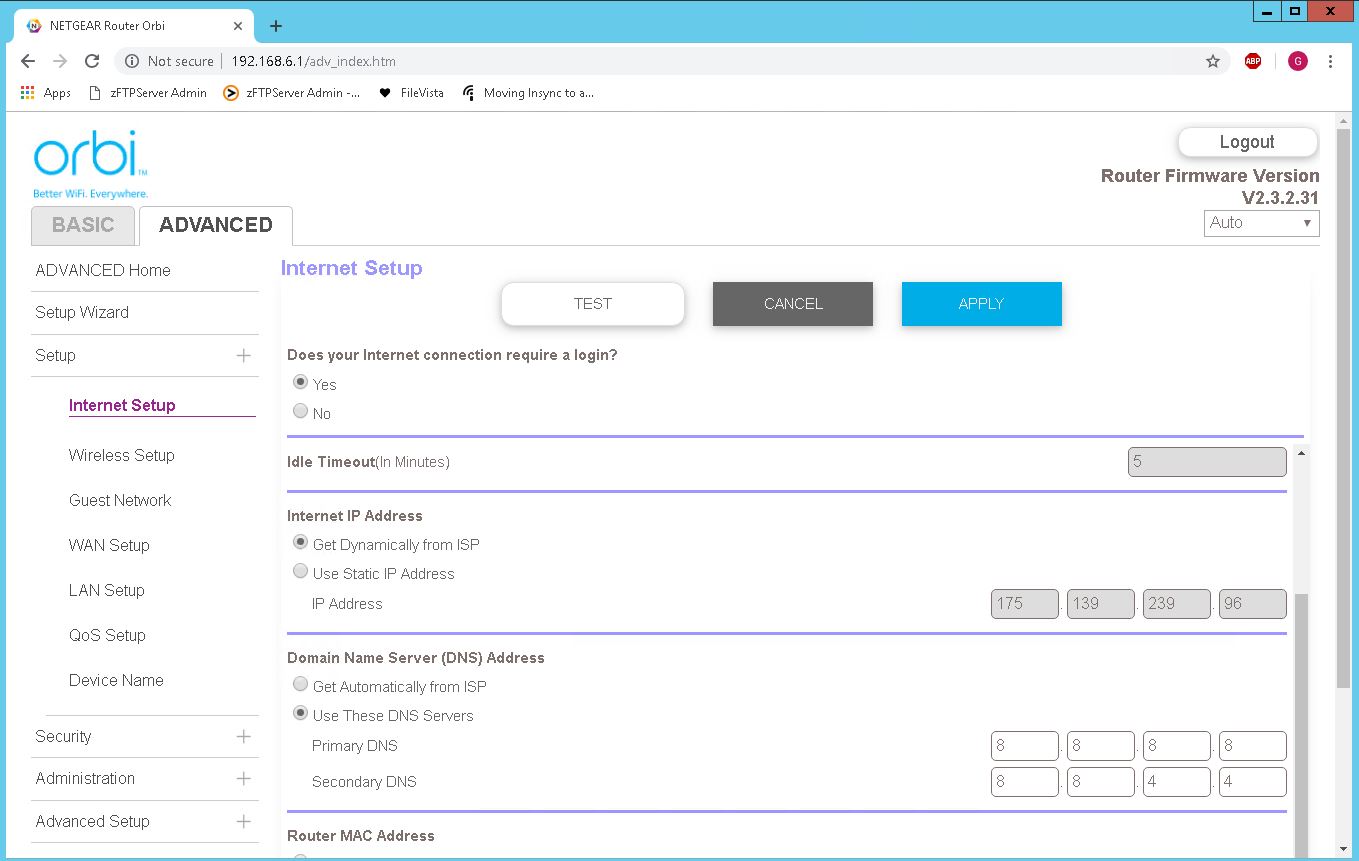 NETGEAR Router Orbi
Not secure | 192.168.6.1/adv_index.htm
ABP
G
Apps zFTPServer Admin zFTPServer Admin -... FileVista Moving Insync to a...
orbi™
Better WiFi. Everywhere.
Logout
Router Firmware Version
V2.3.2.31
Auto
BASIC ADVANCED
ADVANCED Home
Setup Wizard
Setup
Internet Setup
Wireless Setup
Guest Network
WAN Setup
LAN Setup
QoS Setup
Device Name
Security
Administration
Advanced Setup
Internet Setup
TEST CANCEL APPLY
Does your Internet connection require a login?
Yes
No
Idle Timeout(In Minutes) 5
Internet IP Address
Get Dynamically from ISP
Use Static IP Address
IP Address 175 . 139 . 239 . 96
Domain Name Server (DNS) Address
Get Automatically from ISP
Use These DNS Servers
Primary DNS 8 . 8 . 8 . 8
Secondary DNS 8 . 8 . 4 . 4
Router MAC Address